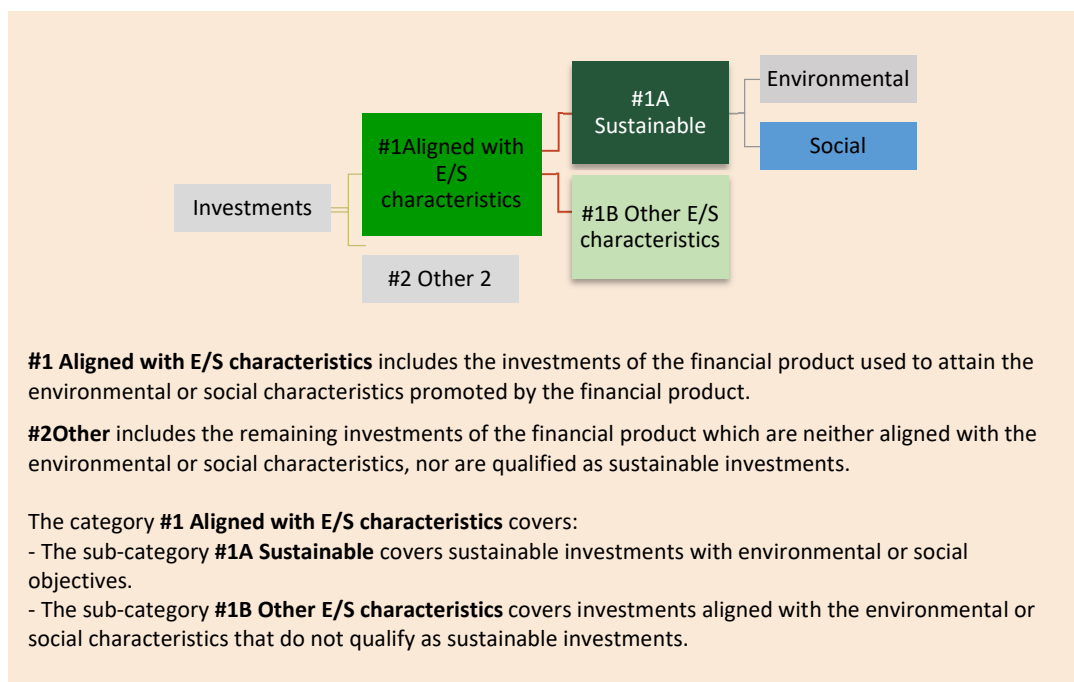 Investments
#1Aligned with
E/S
characteristics
#2 Other 2
#1A
Sustainable
#1B Other E/S
characteristics
Environmental
Social
#1 Aligned with E/S characteristics includes the investments of the financial product used to attain the
environmental or social characteristics promoted by the financial product.
#2Other includes the remaining investments of the financial product which are neither aligned with the
environmental or social characteristics, nor are qualified as sustainable investments.
The category #1 Aligned with E/S characteristics covers:
- The sub-category #1A Sustainable covers sustainable investments with environmental or social
objectives.
- The sub-category #1B Other E/S characteristics covers investments aligned with the environmental or
social characteristics that do not qualify as sustainable investments.